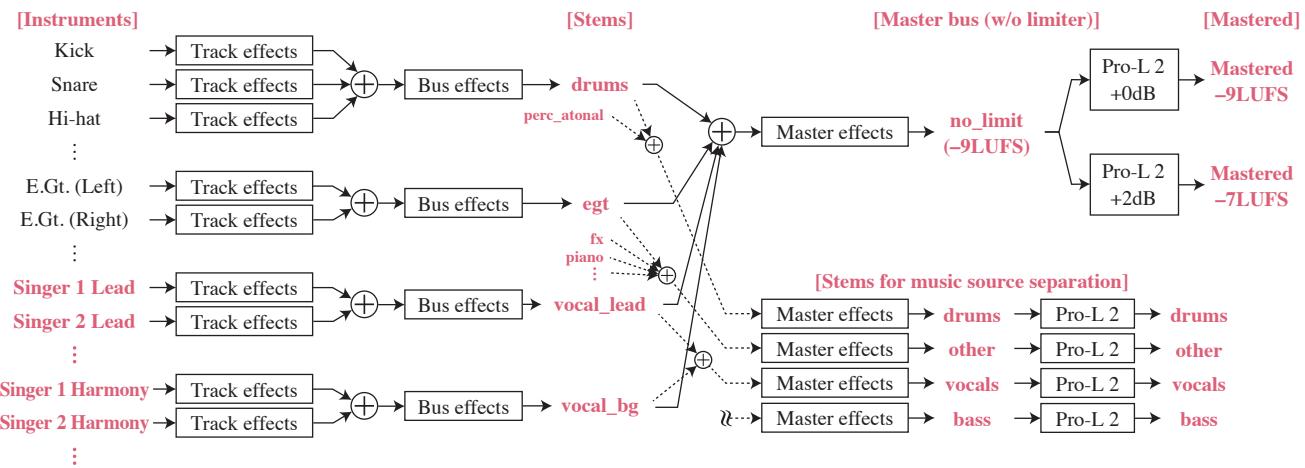 [Instruments]
[Stems]
[Master bus (w/o limiter)]
[Mastered]
Kick
Track effects
Snare
Track effects
Bus effects
drums
Hi-hat
Track effects
perc_atonal
⋮
Master effects
no_limit
(–9LUFS)
Pro-L 2
+0dB
Mastered
–9LUFS
Pro-L 2
+2dB
Mastered
–7LUFS
E.Gt. (Left)
Track effects
E.Gt. (Right)
Track effects
Bus effects
egt
⋮
fx
piano
⋮
Singer 1 Lead
Track effects
Singer 2 Lead
Track effects
Bus effects
vocal_lead
⋮
Singer 1 Harmony
Track effects
Singer 2 Harmony
Track effects
Bus effects
vocal_bg
⋮
[Stems for music source separation]
Master effects drums Pro-L 2 drums
Master effects other Pro-L 2 other
Master effects vocals Pro-L 2 vocals
Master effects bass Pro-L 2 bass